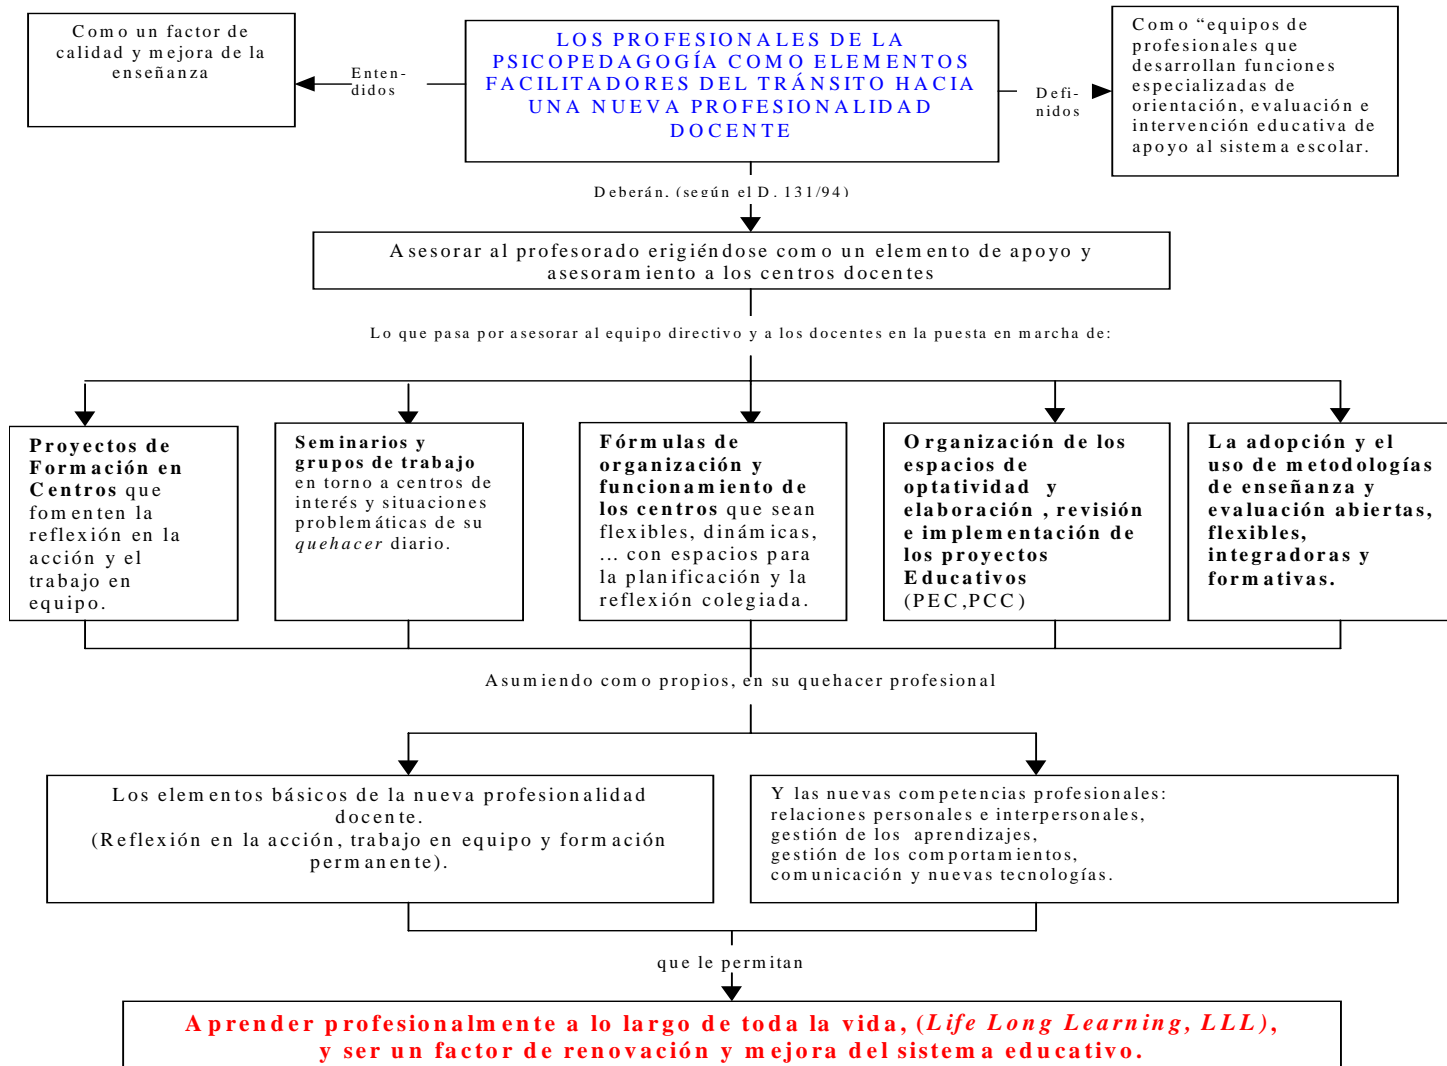 Como un factor de
calidad y mejora de la
enseñanza
Enten-
didos
LOS PROFESIONALES DE LA
PSICOPEDAGOGÍA COMO ELEMENTOS
FACILITADORES DEL TRÁNSITO HACIA
UNA NUEVA PROFESIONALIDAD
DOCENTE
Defi-
nidos
Como “equipos de
profesionales que
desarrollan funciones
especializadas de
orientación, evaluación e
intervención educativa de
apoyo al sistema escolar.
Deberán, (según el D. 131/94)
Asesorar al profesorado erigiéndose como un elemento de apoyo y
asesoramiento a los centros docentes
Lo que pasa por asesorar al equipo directivo y a los docentes en la puesta en marcha de:
Proyectos de
Formación en
Centros que
fomenten la
reflexión en la
acción y el
trabajo en
equipo.
Seminarios y
grupos de trabajo
en torno a centros de
interés y situaciones
problemáticas de su
quehacer diario.
Fórmulas de
organización y
funcionamiento de
los centros que sean
flexibles, dinámicas,
... con espacios para
la planificación y la
reflexión colegiada.
Organización de los
espacios de
optatividad y
elaboración , revisión
e implementación de
los proyectos
Educativos
(PEC,PCC)
La adopción y el
uso de metodologías
de enseñanza y
evaluación abiertas,
flexibles,
integradoras y
formativas.
Asumiendo como propios, en su quehacer profesional
Los elementos básicos de la nueva profesionalidad
docente.
(Reflexión en la acción, trabajo en equipo y formación
permanente).
Y las nuevas competencias profesionales:
relaciones personales e interpersonales,
gestión de los aprendizajes,
gestión de los comportamientos,
comunicación y nuevas tecnologías.
que le permitan
Aprender profesionalmente a lo largo de toda la vida, (Life Long Learning, LLL),
y ser un factor de renovación y mejora del sistema educativo.